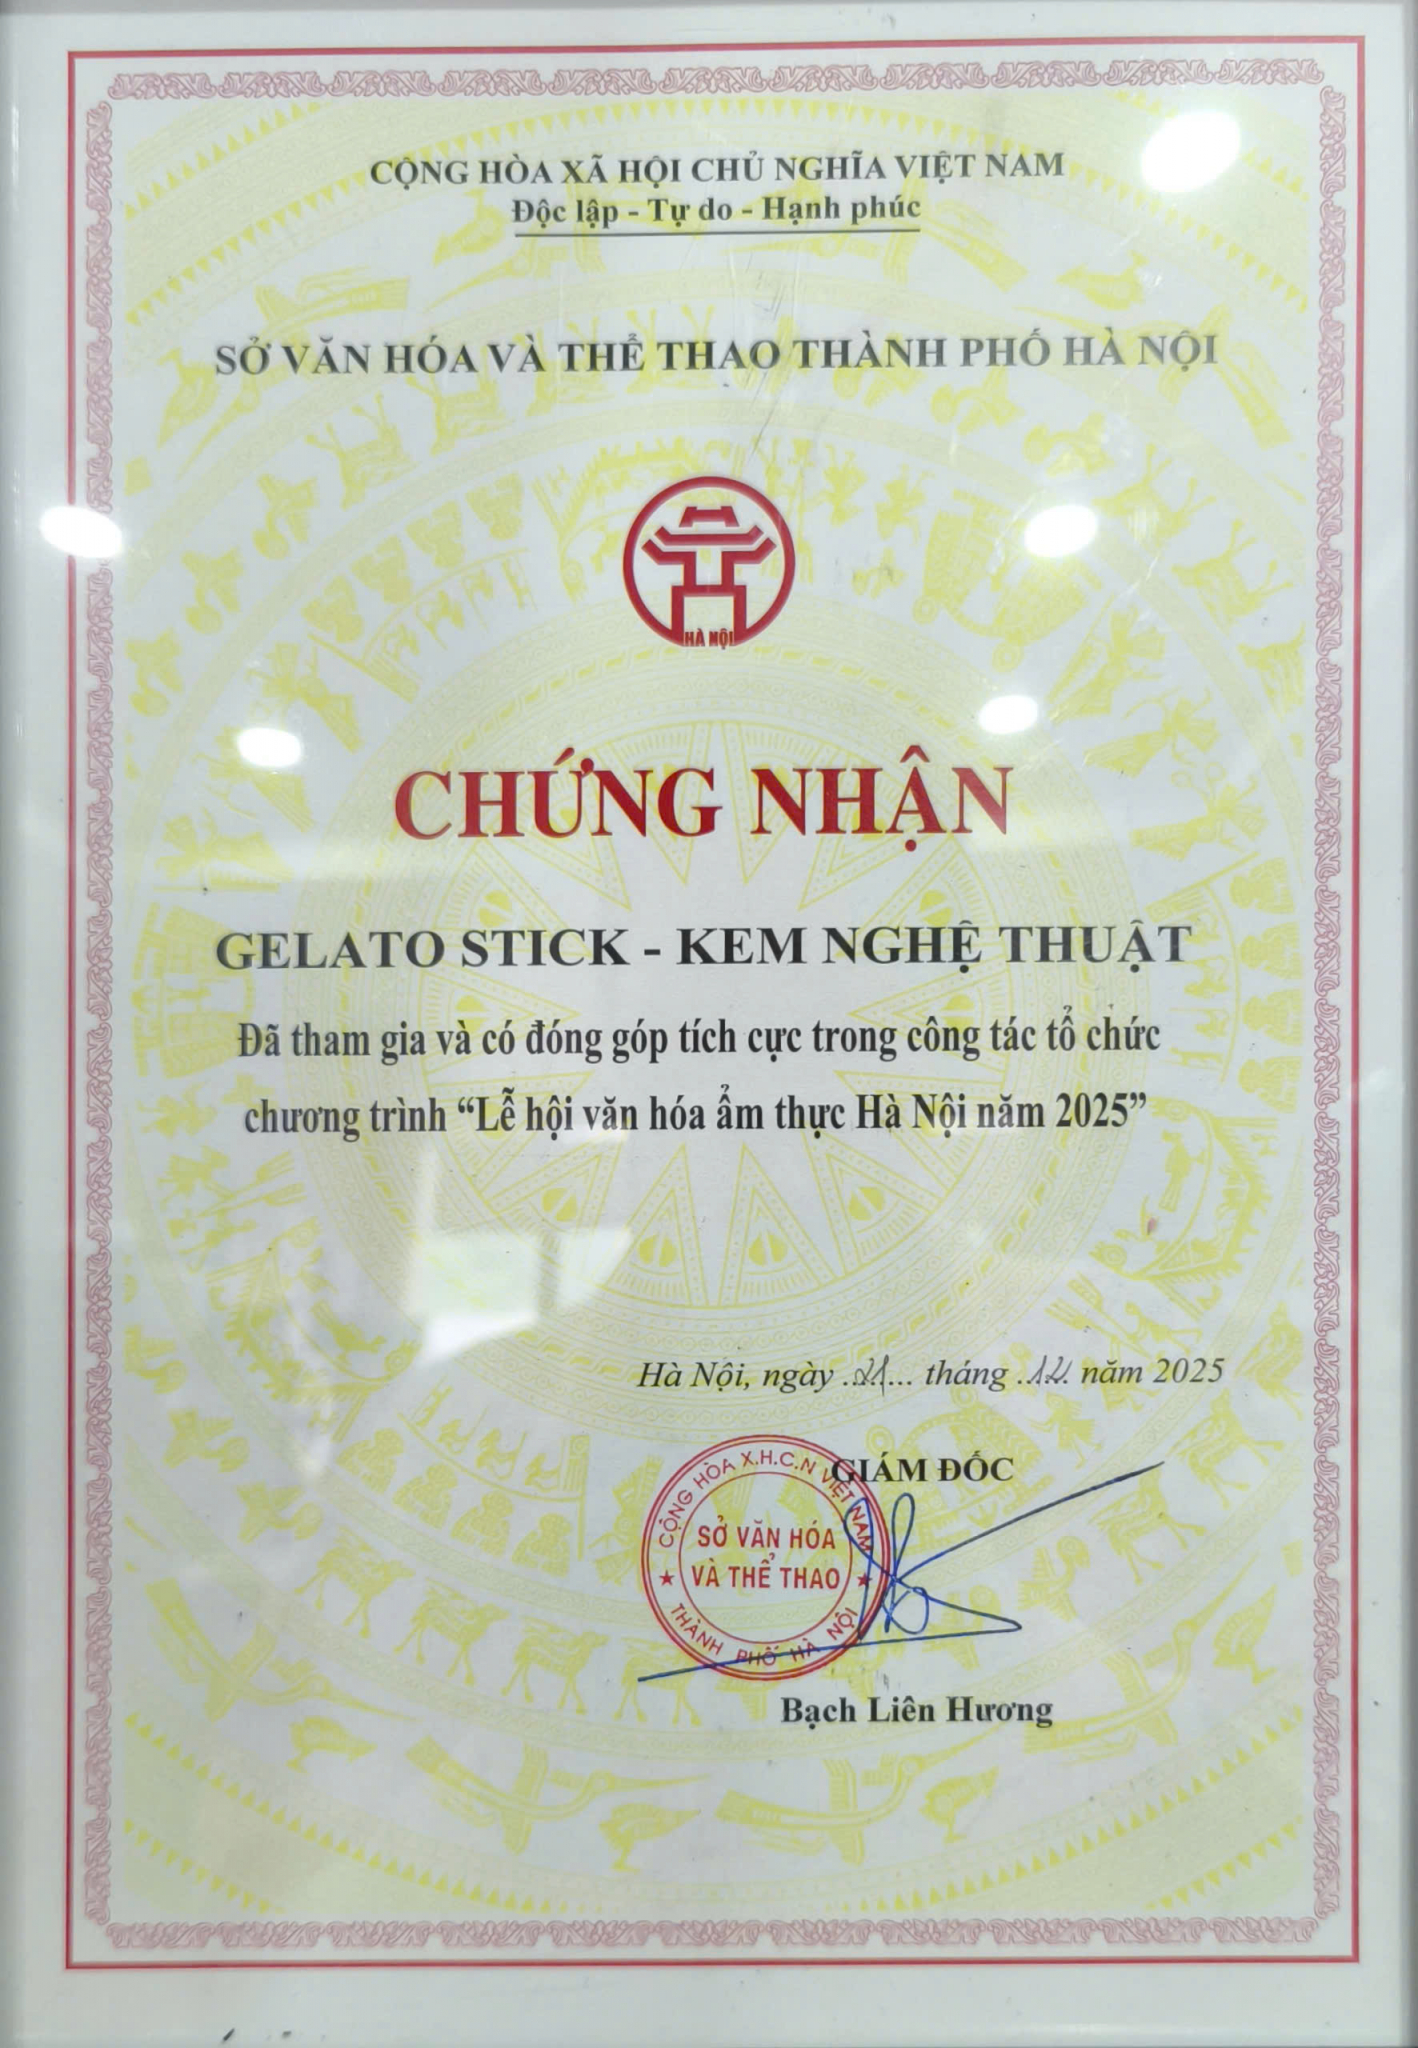 CỘNG HÒA XÃ HỘI CHỦ NGHĨA VIỆT NAM
Độc lập - Tự do - Hạnh phúc
SỞ VĂN HÓA VÀ THỂ THAO THÀNH PHỐ HÀ NỘI
HÀ NỘI
CHỨNG NHẬN
GELATO STICK - KEM NGHỆ THUẬT
Đã tham gia và có đóng góp tích cực trong công tác tổ chức
chương trình “Lễ hội văn hóa ẩm thực Hà Nội năm 2025”
Hà Nội, ngày ..21... tháng ..12.. năm 2025
GIÁM ĐỐC
CỘNG HÒA X.H.C.N VIỆT NAM
SỞ VĂN HÓA
VÀ THỂ THAO
THÀNH PHỐ HÀ NỘI
Bạch Liên Hương